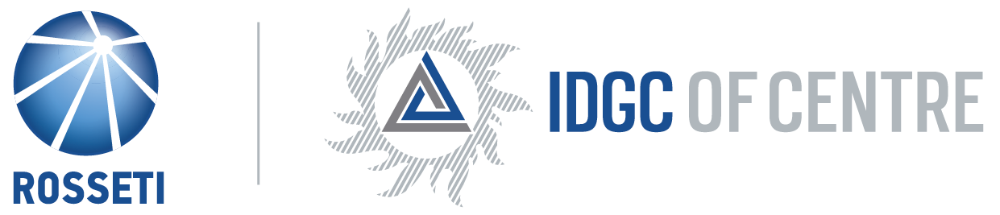 ROSSETI
IDGC OF CENTRE